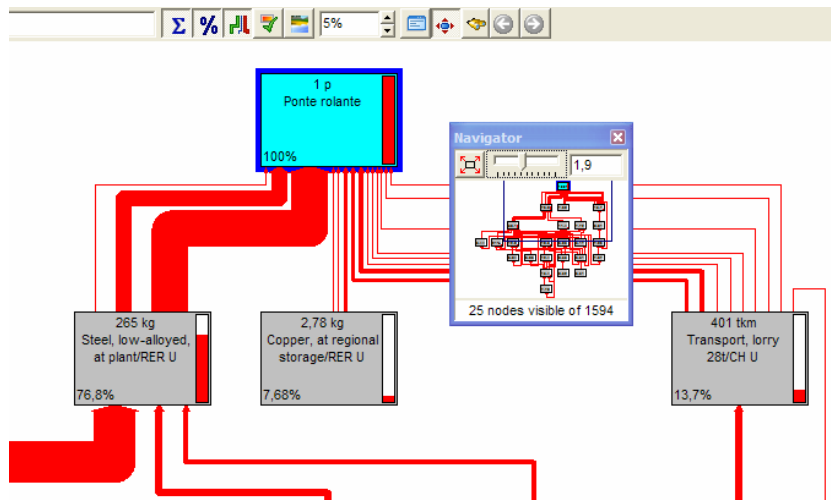 Σ % 5%
1 p
Ponte rolante
100%
Navigator
1,9
25 nodes visible of 1594
265 kg
Steel, low-alloyed,
at plant/RER U
76,8%
2,78 kg
Copper, at regional
storage/RER U
7,68%
401 tkm
Transport, lorry
28t/CH U
13,7%